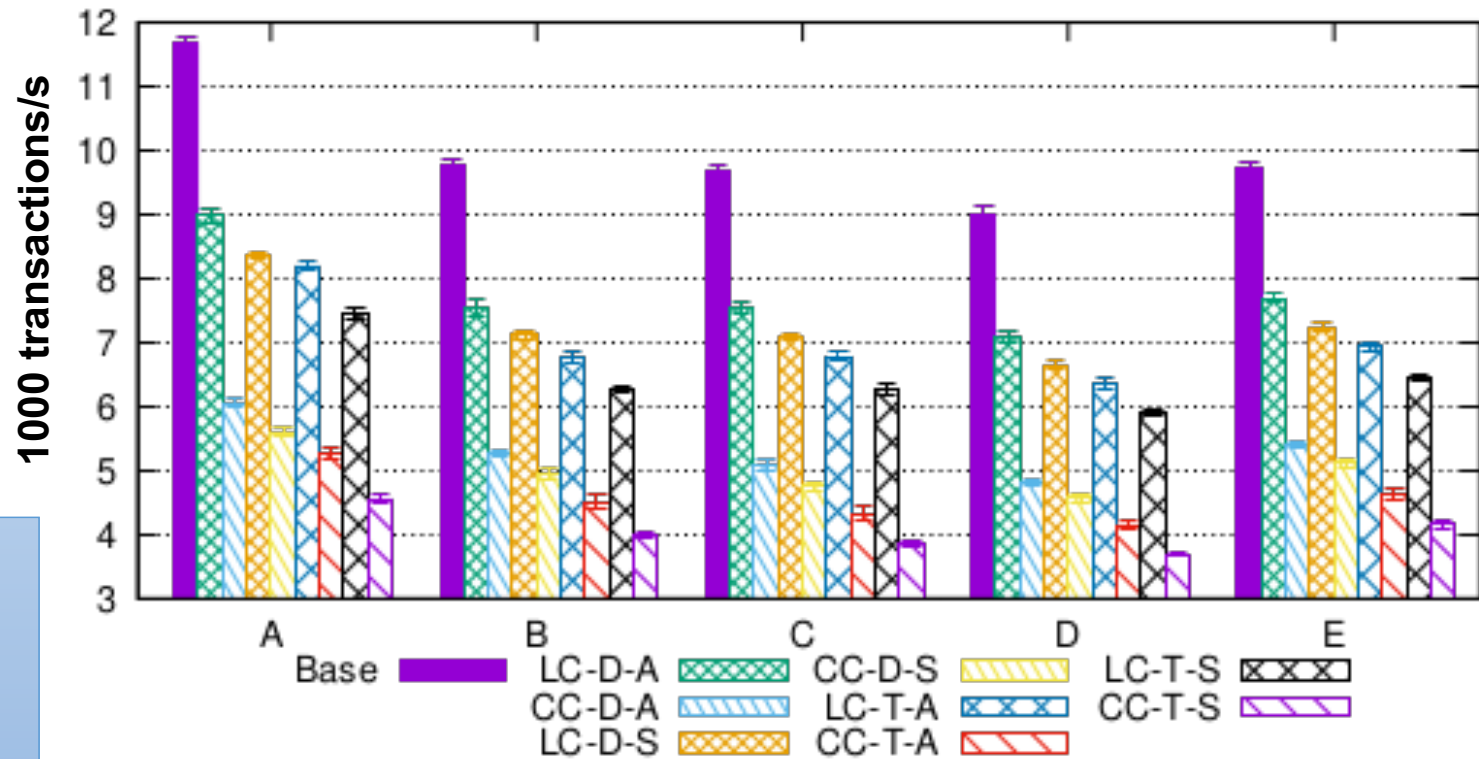 1000 transactions/s
12
11
10
9
8
7
6
5
4
3
A B C D E
Base LC-D-A CC-D-S LC-T-S
CC-D-A LC-T-A CC-T-S
LC-D-S CC-T-A